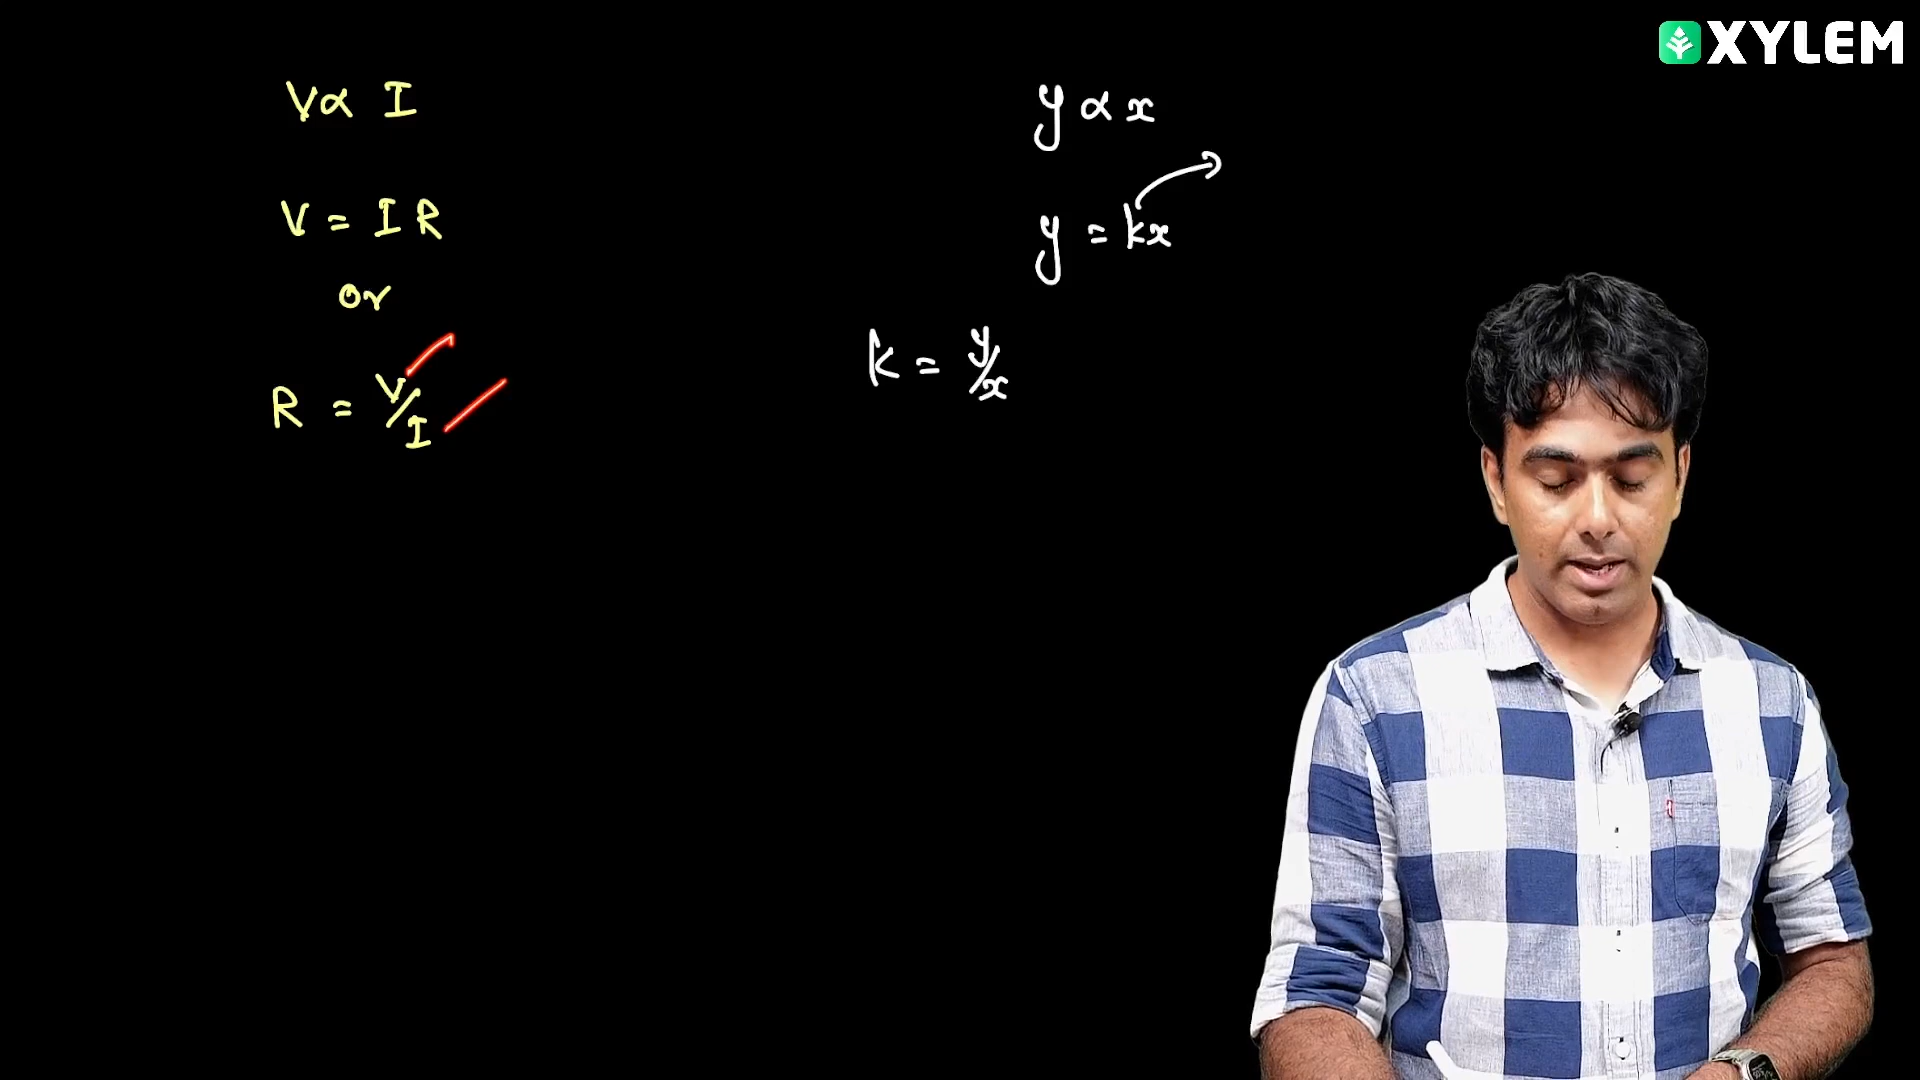 XYLEM
V ∝ I
V = I R
or
R = V/I
y ∝ x
y = kx
k = y/x